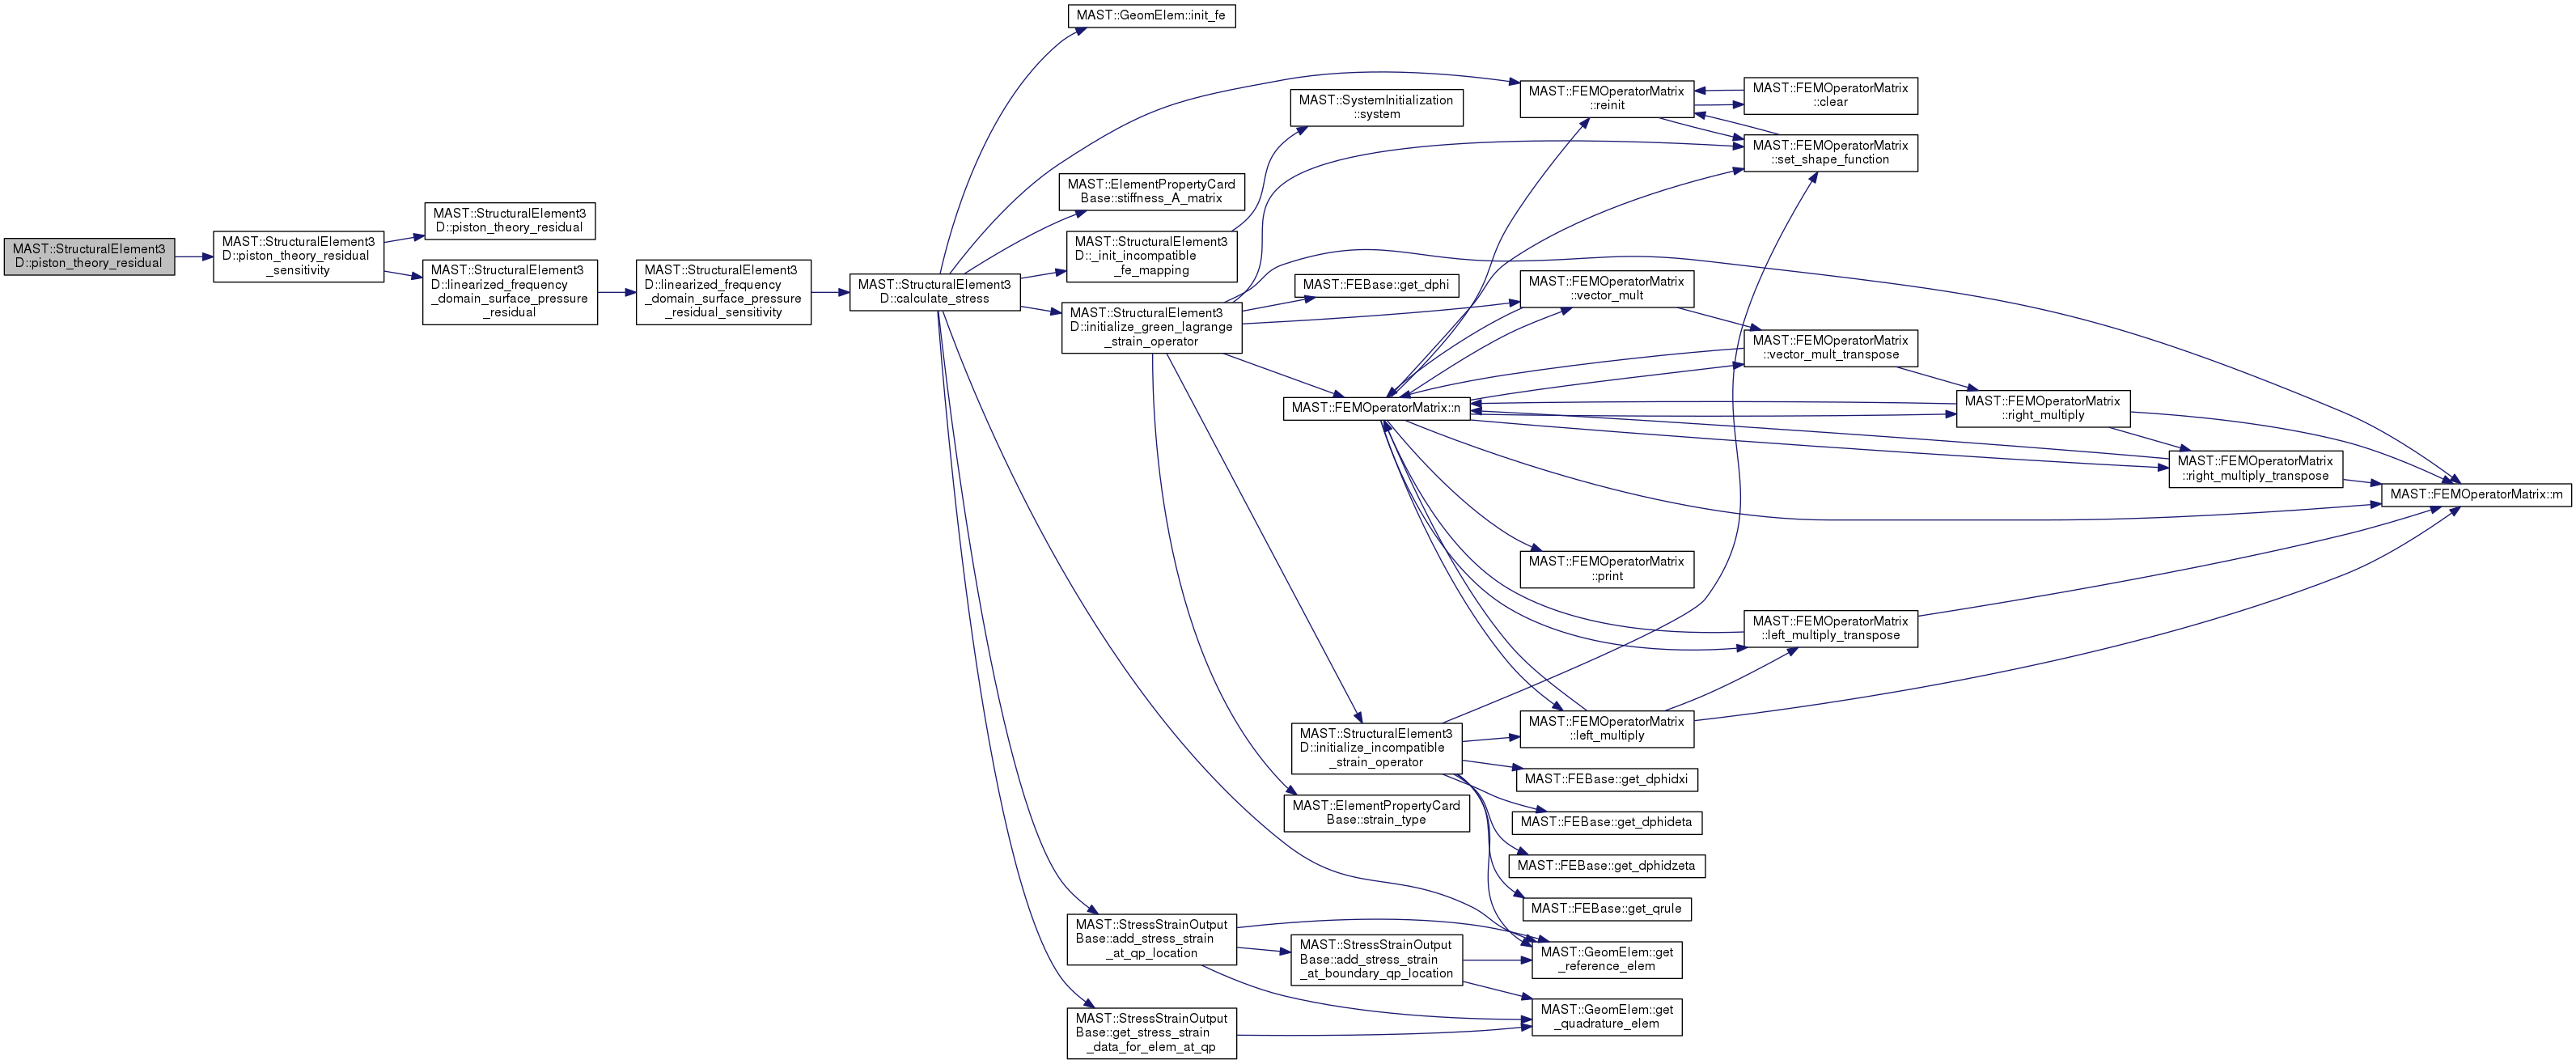 MAST::StructuralElement3
D::piston_theory_residual
MAST::StructuralElement3
D::piston_theory_residual
_sensitivity
MAST::StructuralElement3
D::piston_theory_residual
MAST::StructuralElement3
D::linearized_frequency
_domain_surface_pressure
_residual
MAST::StructuralElement3
D::linearized_frequency
_domain_surface_pressure
_residual_sensitivity
MAST::StructuralElement3
D::calculate_stress
MAST::GeomElem::init_fe
MAST::ElementPropertyCard
Base::stiffness_A_matrix
MAST::StructuralElement3
D::_init_incompatible
_fe_mapping
MAST::StructuralElement3
D::initialize_green_lagrange
_strain_operator
MAST::StressStrainOutput
Base::add_stress_strain
_at_qp_location
MAST::StressStrainOutput
Base::get_stress_strain
_data_for_elem_at_qp
MAST::SystemInitialization
::system
MAST::FEBase::get_dphi
MAST::FEMOperatorMatrix::n
MAST::StructuralElement3
D::initialize_incompatible
_strain_operator
MAST::ElementPropertyCard
Base::strain_type
MAST::StressStrainOutput
Base::add_stress_strain
_at_boundary_qp_location
MAST::FEMOperatorMatrix
::reinit
MAST::FEMOperatorMatrix
::vector_mult
MAST::FEMOperatorMatrix
::print
MAST::FEMOperatorMatrix
::left_multiply
MAST::FEBase::get_dphidxi
MAST::FEBase::get_dphideta
MAST::FEBase::get_dphidzeta
MAST::FEBase::get_qrule
MAST::GeomElem::get
_reference_elem
MAST::GeomElem::get
_quadrature_elem
MAST::FEMOperatorMatrix
::clear
MAST::FEMOperatorMatrix
::set_shape_function
MAST::FEMOperatorMatrix
::vector_mult_transpose
MAST::FEMOperatorMatrix
::left_multiply_transpose
MAST::FEMOperatorMatrix
::right_multiply
MAST::FEMOperatorMatrix
::right_multiply_transpose
MAST::FEMOperatorMatrix::m